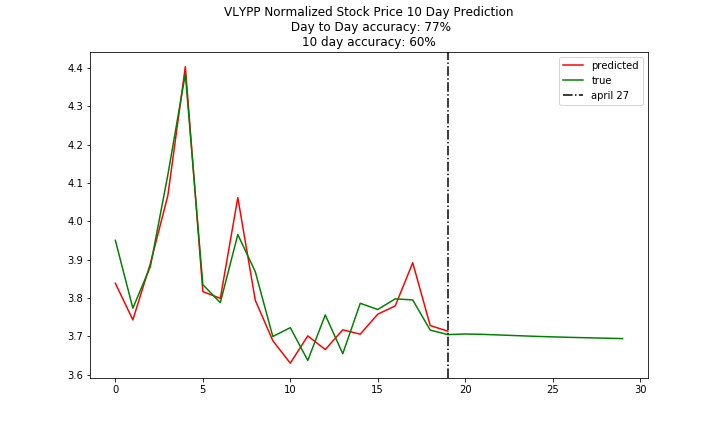 VLYPP Normalized Stock Price 10 Day Prediction
Day to Day accuracy: 77%
10 day accuracy: 60%
predicted
true
april 27
4.4
4.3
4.2
4.1
4.0
3.9
3.8
3.7
3.6
0 5 10 15 20 25 30